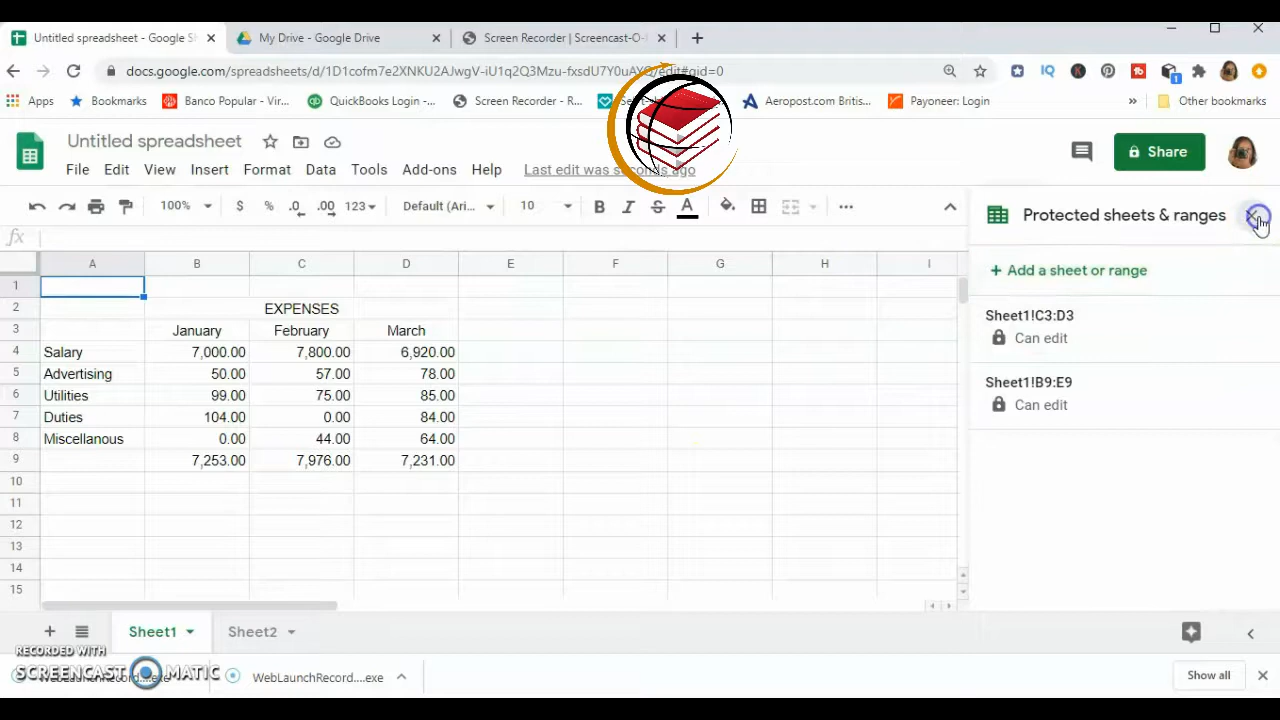 Untitled spreadsheet - Google S
My Drive - Google Drive
Screen Recorder | Screencast-O-
docs.google.com/spreadsheets/d/
edit#gid=0
Apps
Bookmarks
Banco Popular - Vir...
QuickBooks Login -...
Screen Recorder - R...
Aeropost.com Britis...
Payoneer: Login
»
Other bookmarks
Untitled spreadsheet
Share
File Edit View Insert Format Data Tools Add-ons Help Last edit was seconds ago
100% $ % .0 .00 123 Default (Ari... 10 B I S A
Protected sheets & ranges
fx
A B C D E F G H I
+ Add a sheet or range
1
2 EXPENSES
3 January February March
Sheet1!C3:D3
Can edit
4 Salary 7,000.00 7,800.00 6,920.00
5 Advertising 50.00 57.00 78.00
Sheet1!B9:E9
6 Utilities 99.00 75.00 85.00
Can edit
7 Duties 104.00 0.00 84.00
8 Miscellanous 0.00 44.00 64.00
9 7,253.00 7,976.00 7,231.00
10
11
12
13
14
15
Sheet1
Sheet2
RECORDED WITH
SCREENCAST MATIC
WebLaunchRecord....exe
Show all